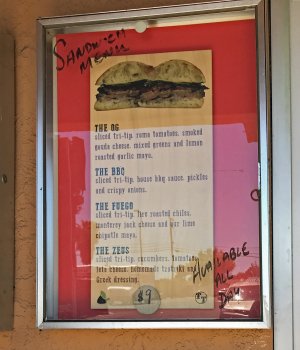 SANDWICH
MENU
THE OG
sliced tri-tip, roma tomatoes, smoked
gouda cheese, mixed greens and lemon
roasted garlic mayo.
THE BBQ
sliced tri-tip, house bbq sauce, pickles
and crispy onions.
THE FUEGO
sliced tri-tip, fire roasted chiles,
monterey jack cheese and our lime
chipotle mayo.
THE ZEUS
sliced tri-tip, cucumbers, tomatoes,
feta cheese, homemade tzatziki and
Greek dressing.
$9
AVAILABLE
ALL
DAY